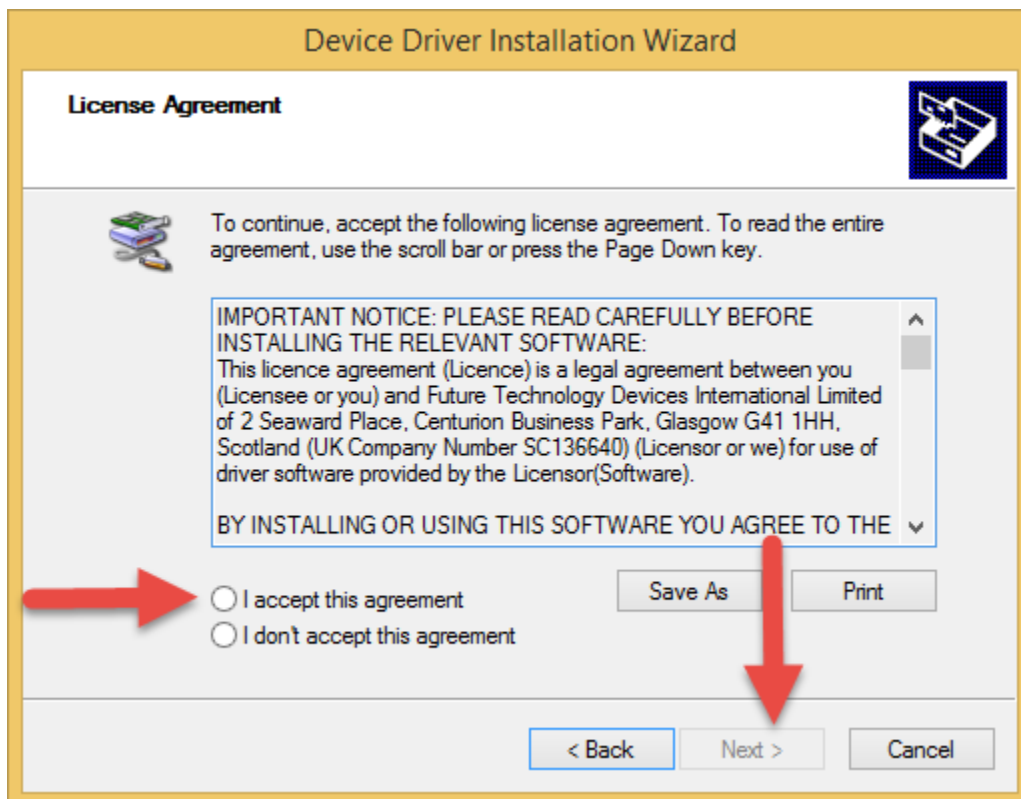 Device Driver Installation Wizard
License Agreement
To continue, accept the following license agreement. To read the entire
agreement, use the scroll bar or press the Page Down key.
IMPORTANT NOTICE: PLEASE READ CAREFULLY BEFORE
INSTALLING THE RELEVANT SOFTWARE:
This licence agreement (Licence) is a legal agreement between you
(Licensee or you) and Future Technology Devices International Limited
of 2 Seaward Place, Centurion Business Park, Glasgow G41 1HH,
Scotland (UK Company Number SC136640) (Licensor or we) for use of
driver software provided by the Licensor(Software).
BY INSTALLING OR USING THIS SOFTWARE YOU AGREE TO THE
Save As
Print
I accept this agreement
I don't accept this agreement
< Back
Next >
Cancel